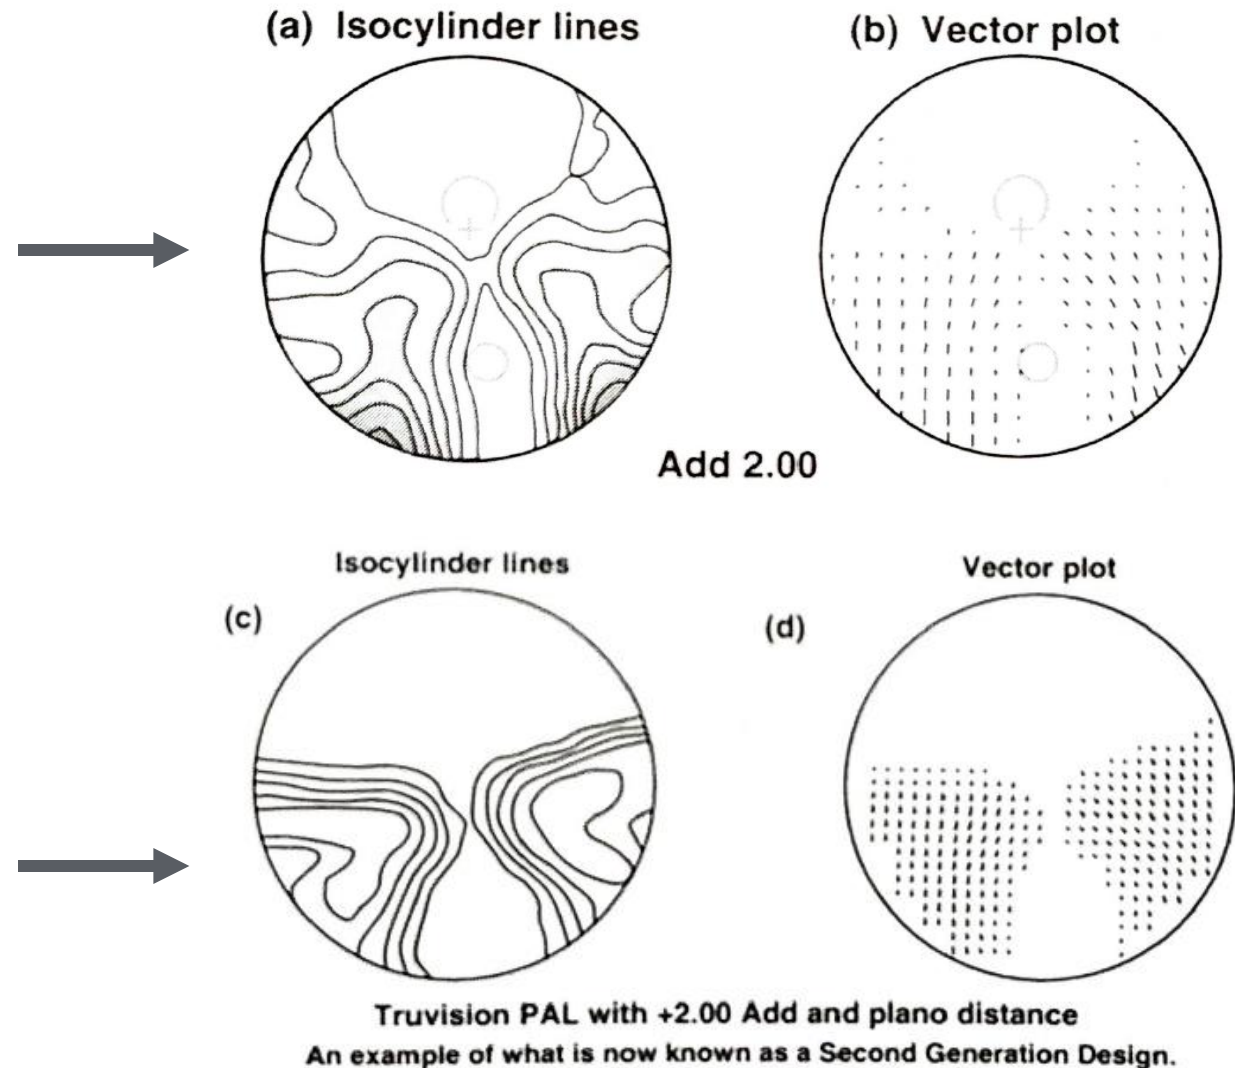 (a) Isocylinder lines
(b) Vector plot
Add 2.00
Isocylinder lines
Vector plot
(c)
(d)
Truvision PAL with +2.00 Add and plano distance
An example of what is now known as a Second Generation Design.